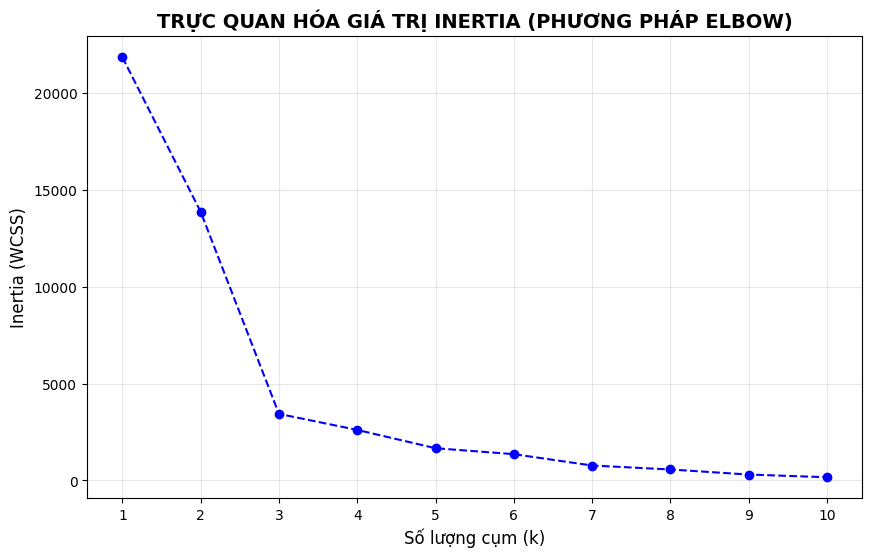 TRỰC QUAN HÓA GIÁ TRỊ INERTIA (PHƯƠNG PHÁP ELBOW)
Inertia (WCSS)
20000
15000
10000
5000
0
1 2 3 4 5 6 7 8 9 10
Số lượng cụm (k)